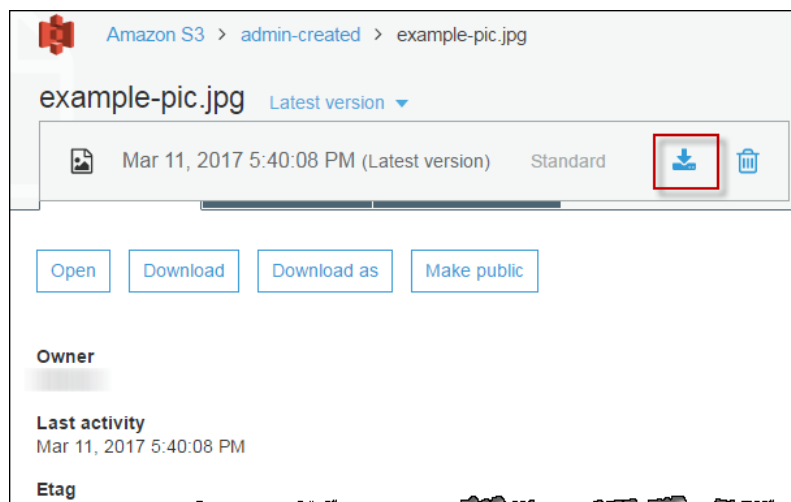 Amazon S3 > admin-created > example-pic.jpg
example-pic.jpg Latest version
Mar 11, 2017 5:40:08 PM (Latest version) Standard
Open Download Download as Make public
Owner
Last activity
Mar 11, 2017 5:40:08 PM
Etag